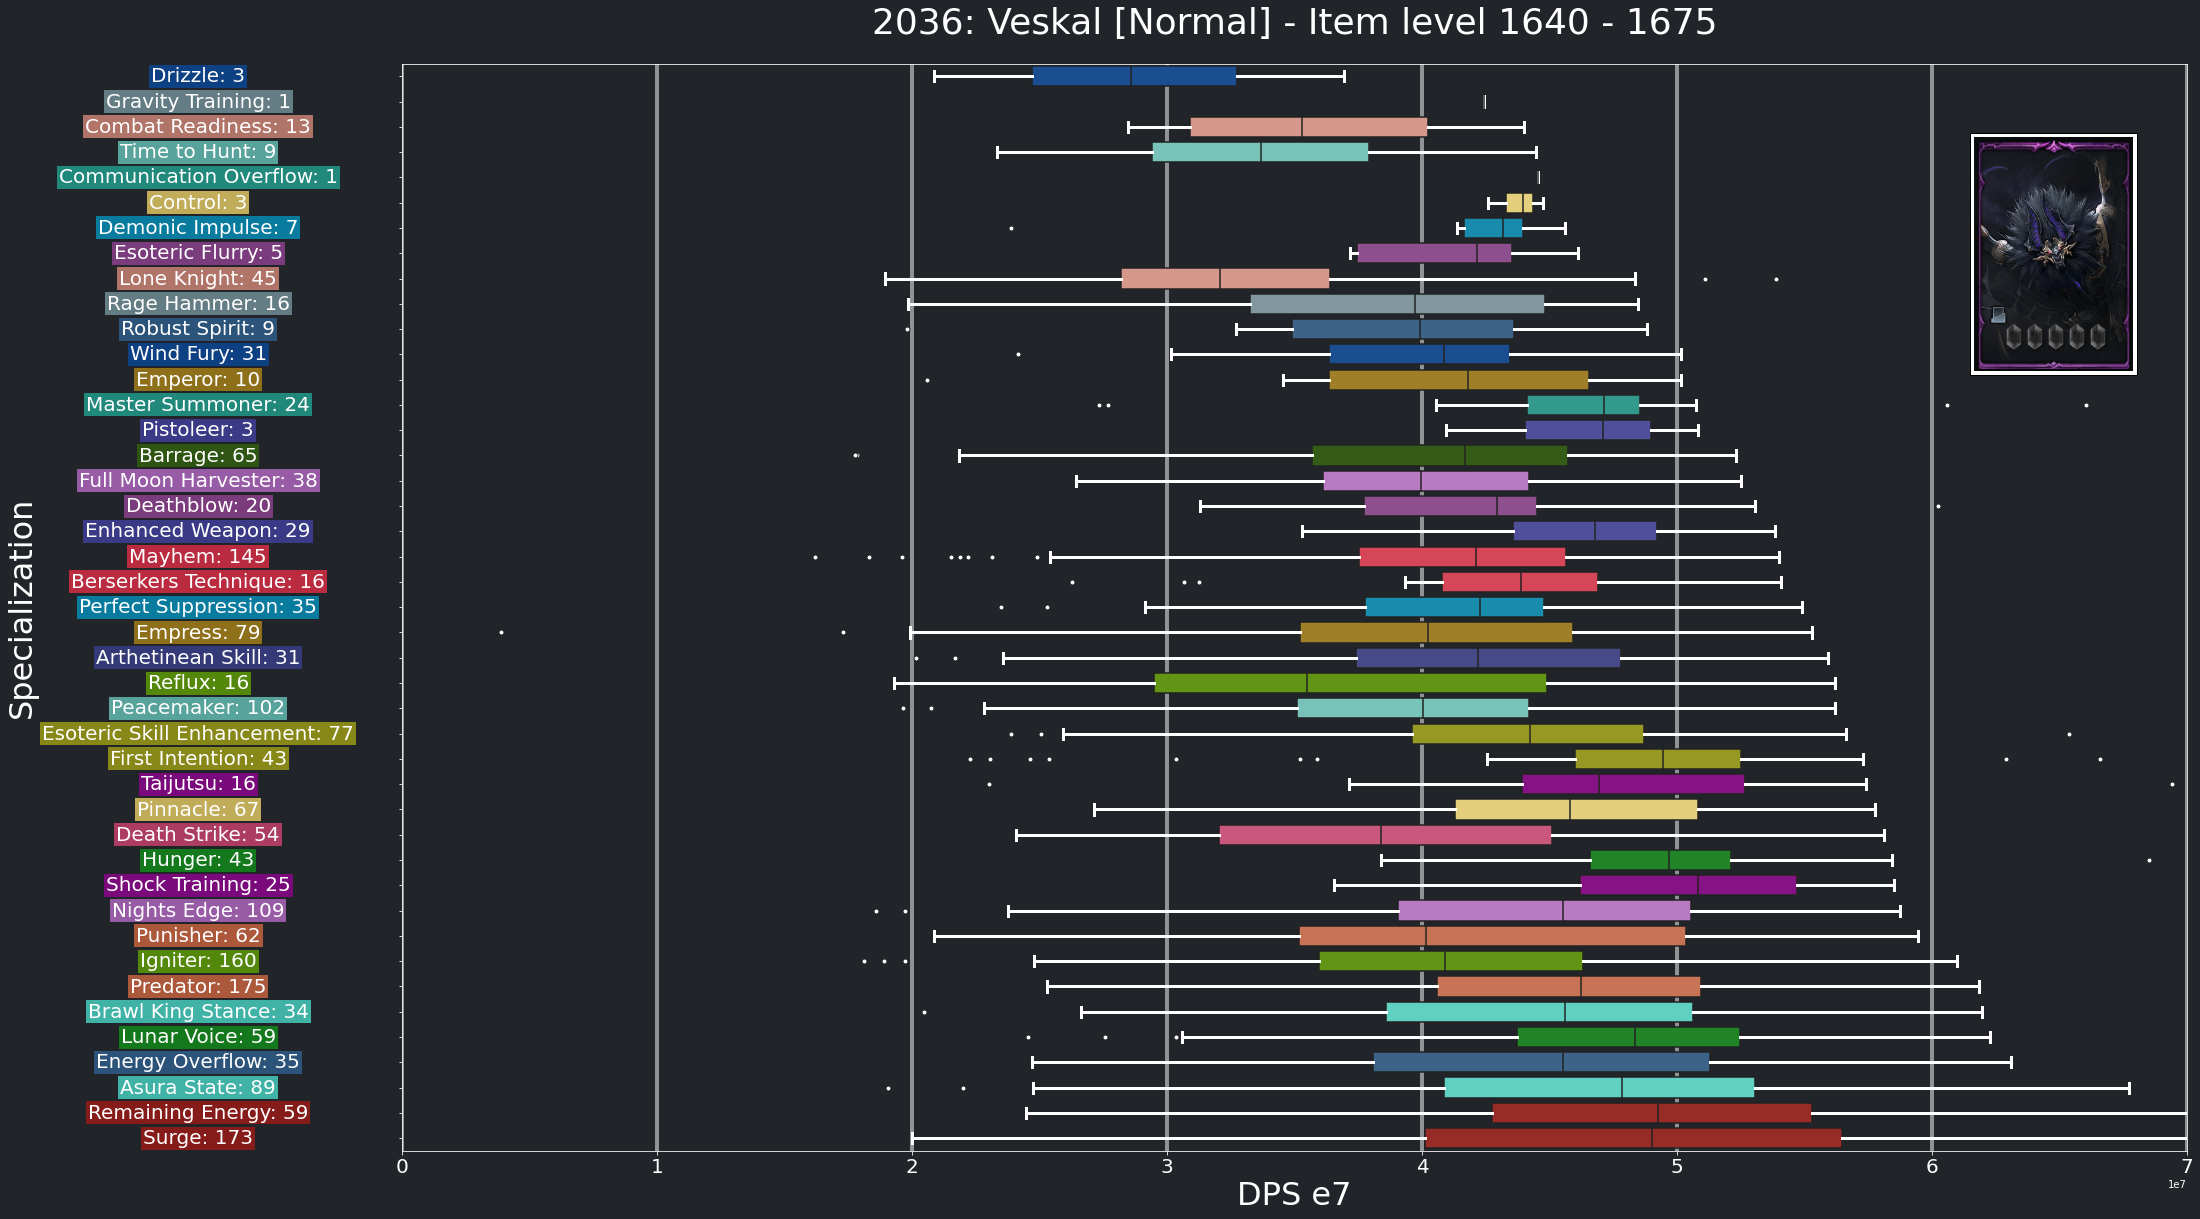 2036: Veskal [Normal] - Item level 1640 - 1675
Drizzle: 3
Gravity Training: 1
Combat Readiness: 13
Time to Hunt: 9
Communication Overflow: 1
Control: 3
Demonic Impulse: 7
Esoteric Flurry: 5
Lone Knight: 45
Rage Hammer: 16
Robust Spirit: 9
Wind Fury: 31
Emperor: 10
Master Summoner: 24
Pistoleer: 3
Barrage: 65
Full Moon Harvester: 38
Deathblow: 20
Enhanced Weapon: 29
Mayhem: 145
Berserkers Technique: 16
Perfect Suppression: 35
Empress: 79
Arthetinean Skill: 31
Reflux: 16
Peacemaker: 102
Esoteric Skill Enhancement: 77
First Intention: 43
Taijutsu: 16
Pinnacle: 67
Death Strike: 54
Hunger: 43
Shock Training: 25
Nights Edge: 109
Punisher: 62
Igniter: 160
Predator: 175
Brawl King Stance: 34
Lunar Voice: 59
Energy Overflow: 35
Asura State: 89
Remaining Energy: 59
Surge: 173
Specialization
0 1 2 3 4 5 6 7
DPS e7
1e7